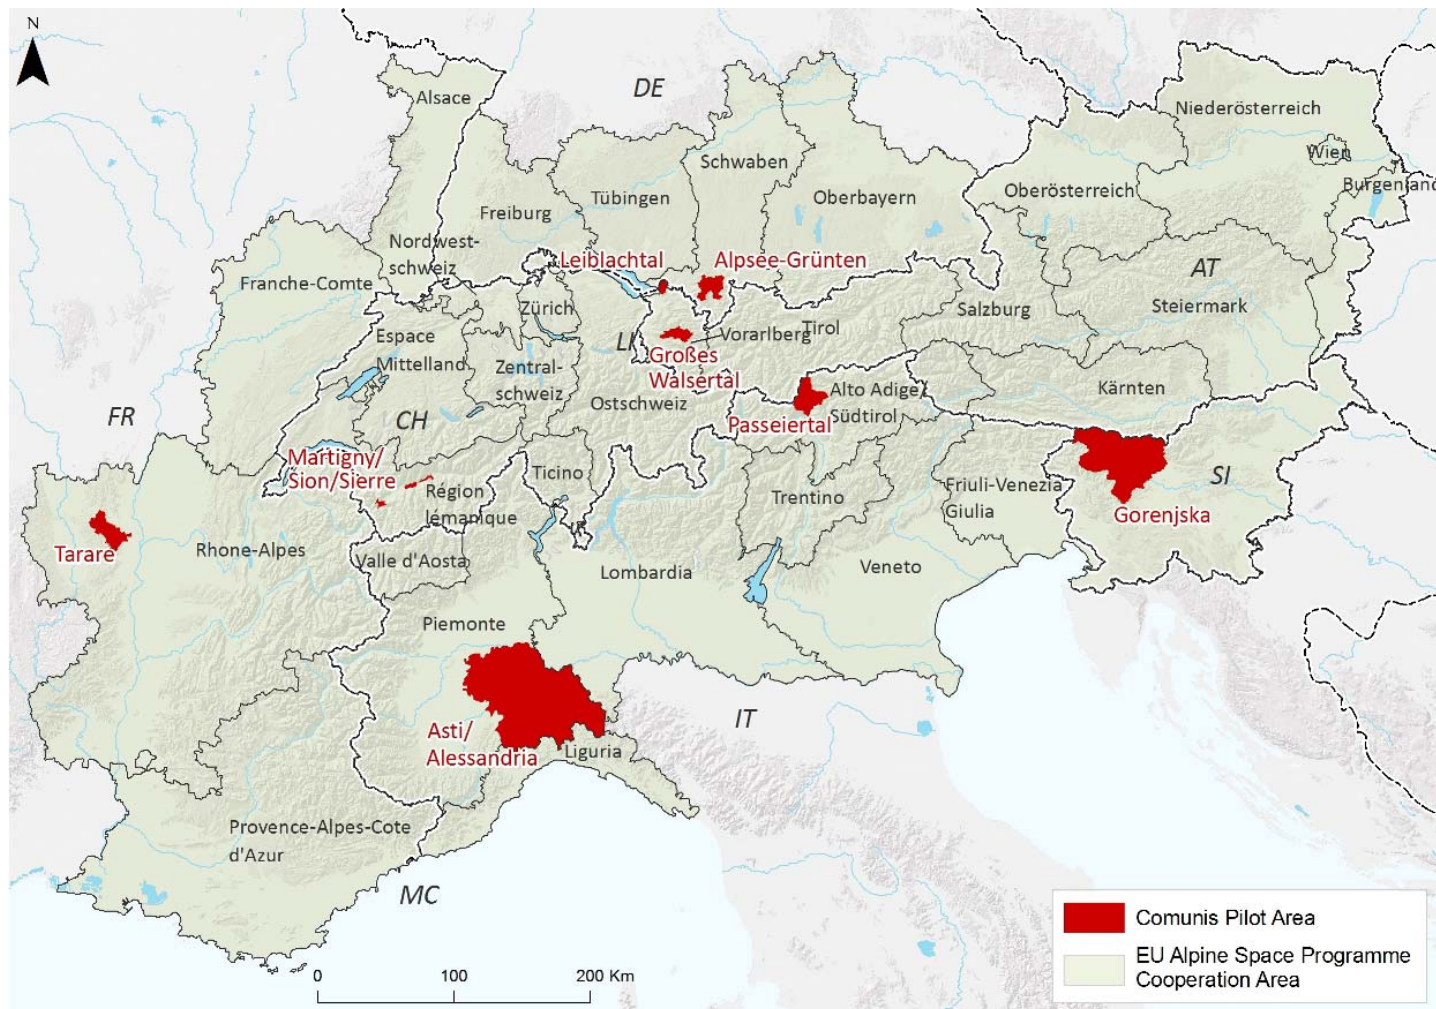 N
DE
Alsace
Niederösterreich
Wien
Schwaben
Burgenland
Tübingen
Oberösterreich
Oberbayern
Freiburg
Nordwest-
schweiz
Leiblachtal
Alpsee-Grünten
AT
Franche-Comte
Steiermark
Zürich
Salzburg
Espace
Mittelland
LI
Vorarlberg
Tirol
Großes
Walsertal
Zentral-
schweiz
Kärnten
Alto Adige/
Südtirol
Ostschweiz
FR
CH
Passeiertal
Martigny/
Sion/Sierre
Ticino
SI
Région
lémanique
Trentino
Friuli-Venezia
Giulia
Gorenjska
Tarare
Rhone-Alpes
Valle d'Aosta
Lombardia
Veneto
Piemonte
IT
Asti/
Alessandria
Liguria
Provence-Alpes-Cote
d'Azur
MC
Comunis Pilot Area
EU Alpine Space Programme
Cooperation Area
0 100 200 Km